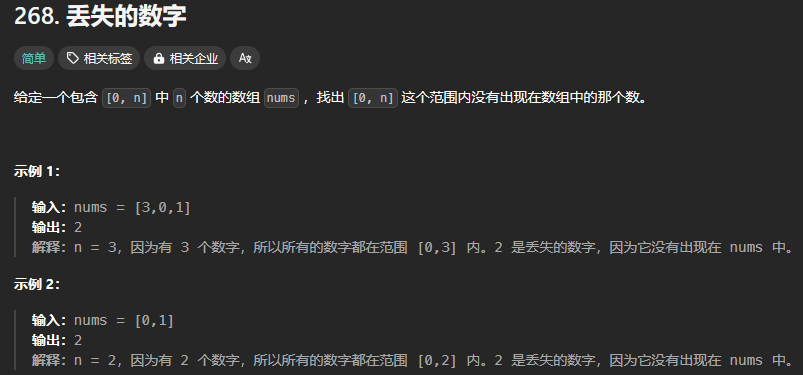 268. 丢失的数字
简单 相关标签 相关企业 Aあ
给定一个包含 [0, n] 中 n 个数的数组 nums ，找出 [0, n] 这个范围内没有出现在数组中的那个数。
示例 1：
输入：nums = [3,0,1]
输出：2
解释：n = 3，因为有 3 个数字，所以所有的数字都在范围 [0,3] 内。2 是丢失的数字，因为它没有出现在 nums 中。
示例 2：
输入：nums = [0,1]
输出：2
解释：n = 2，因为有 2 个数字，所以所有的数字都在范围 [0,2] 内。2 是丢失的数字，因为它没有出现在 nums 中。